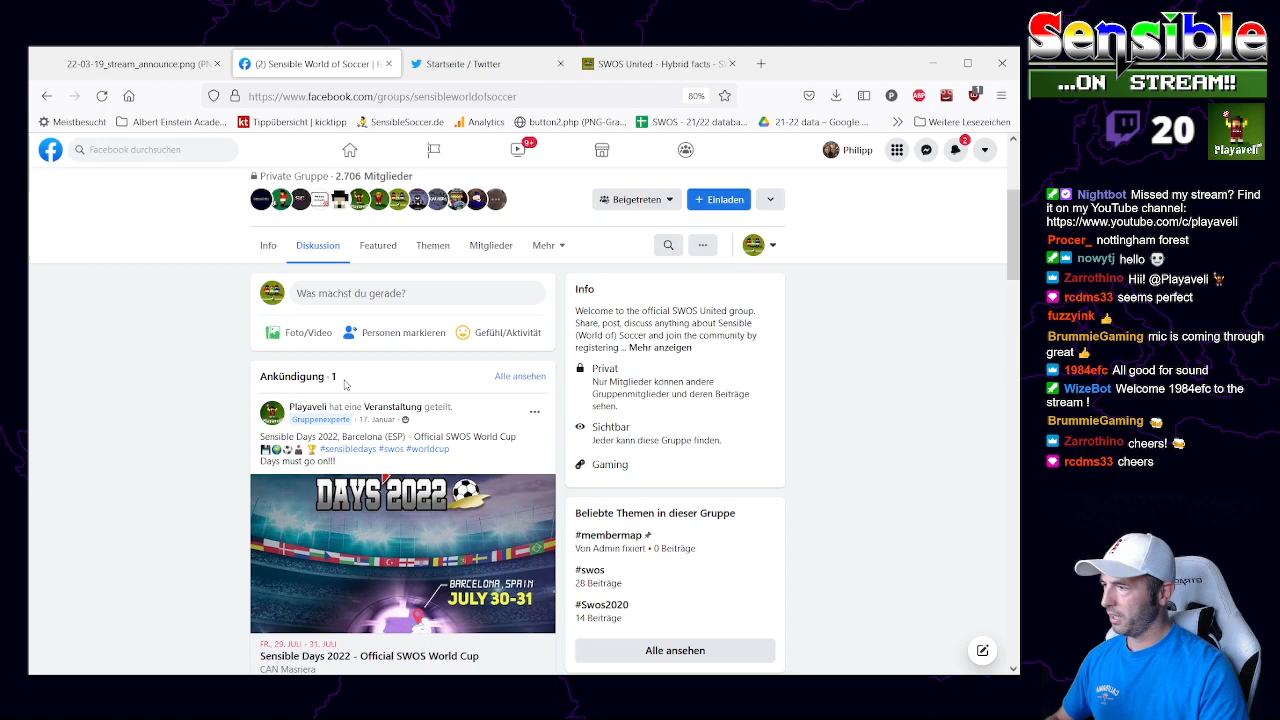 Sensible
...ON STREAM!!
20
Playaveli
22-03-19_stream_announce.png (PN
(2) Sensible World of Soccer | F
Startseite / Twitter
SWOS United - Hybrid facts - S
https://www.facebook.com/groups/sensibleworldofsoccer
80%
ABP
1
Meistbesucht
Albert Einstein Acade...
kt Tippübersicht | kicktipp
SensibleSoccer.de
Analytics
button2.php (PNG-Gra...
SWOS - 21/22 databa...
21-22 data – Google ...
Weitere Lesezeichen
Facebook durchsuchen
9+
Philipp
2
Private Gruppe · 2.706 Mitglieder
Beigetreten
+ Einladen
Info
Diskussion
Featured
Themen
Mitglieder
Mehr
Was machst du gerade?
Foto/Video
Personen markieren
Gefühl/Aktivität
Ankündigung · 1
Alle ansehen
Playaveli hat eine Veranstaltung geteilt.
Gruppenexperte · 17. Januar ·
Sensible Days 2022, Barcelona (ESP) - Official SWOS World Cup
#sensibledays #swos #worldcup
Days must go on!!!
DAYS 2022
BARCELONA, SPAIN
JULY 30-31
FR., 29. JULI - 31. JULI
Sensible Days 2022 - Official SWOS World Cup
CAN Masriera
Info
Welcome to the official SWOS United group.
Share, post, discuss anything about Sensible
(World of) Soccer and join the community by
registering ... Mehr anzeigen
Privat
Nur Mitglieder können andere
Gruppenmitglieder und deren Beiträge
sehen.
Sichtbar
Jeder kann diese Gruppe finden.
Gaming
Beliebte Themen in dieser Gruppe
#membermap
Von Admin fixiert • 0 Beiträge
#swos
28 Beiträge
#Swos2020
14 Beiträge
Alle ansehen
Nightbot Missed my stream? Find
it on my YouTube channel:
https://www.youtube.com/c/playaveli
Procer_ nottingham forest
nowytj hello
Zarrothino Hii! @Playaveli
rcdms33 seems perfect
fuzzyink
BrummieGaming mic is coming through
great
1984efc All good for sound
WizeBot Welcome 1984efc to the
stream !
BrummieGaming
Zarrothino cheers!
rcdms33 cheers